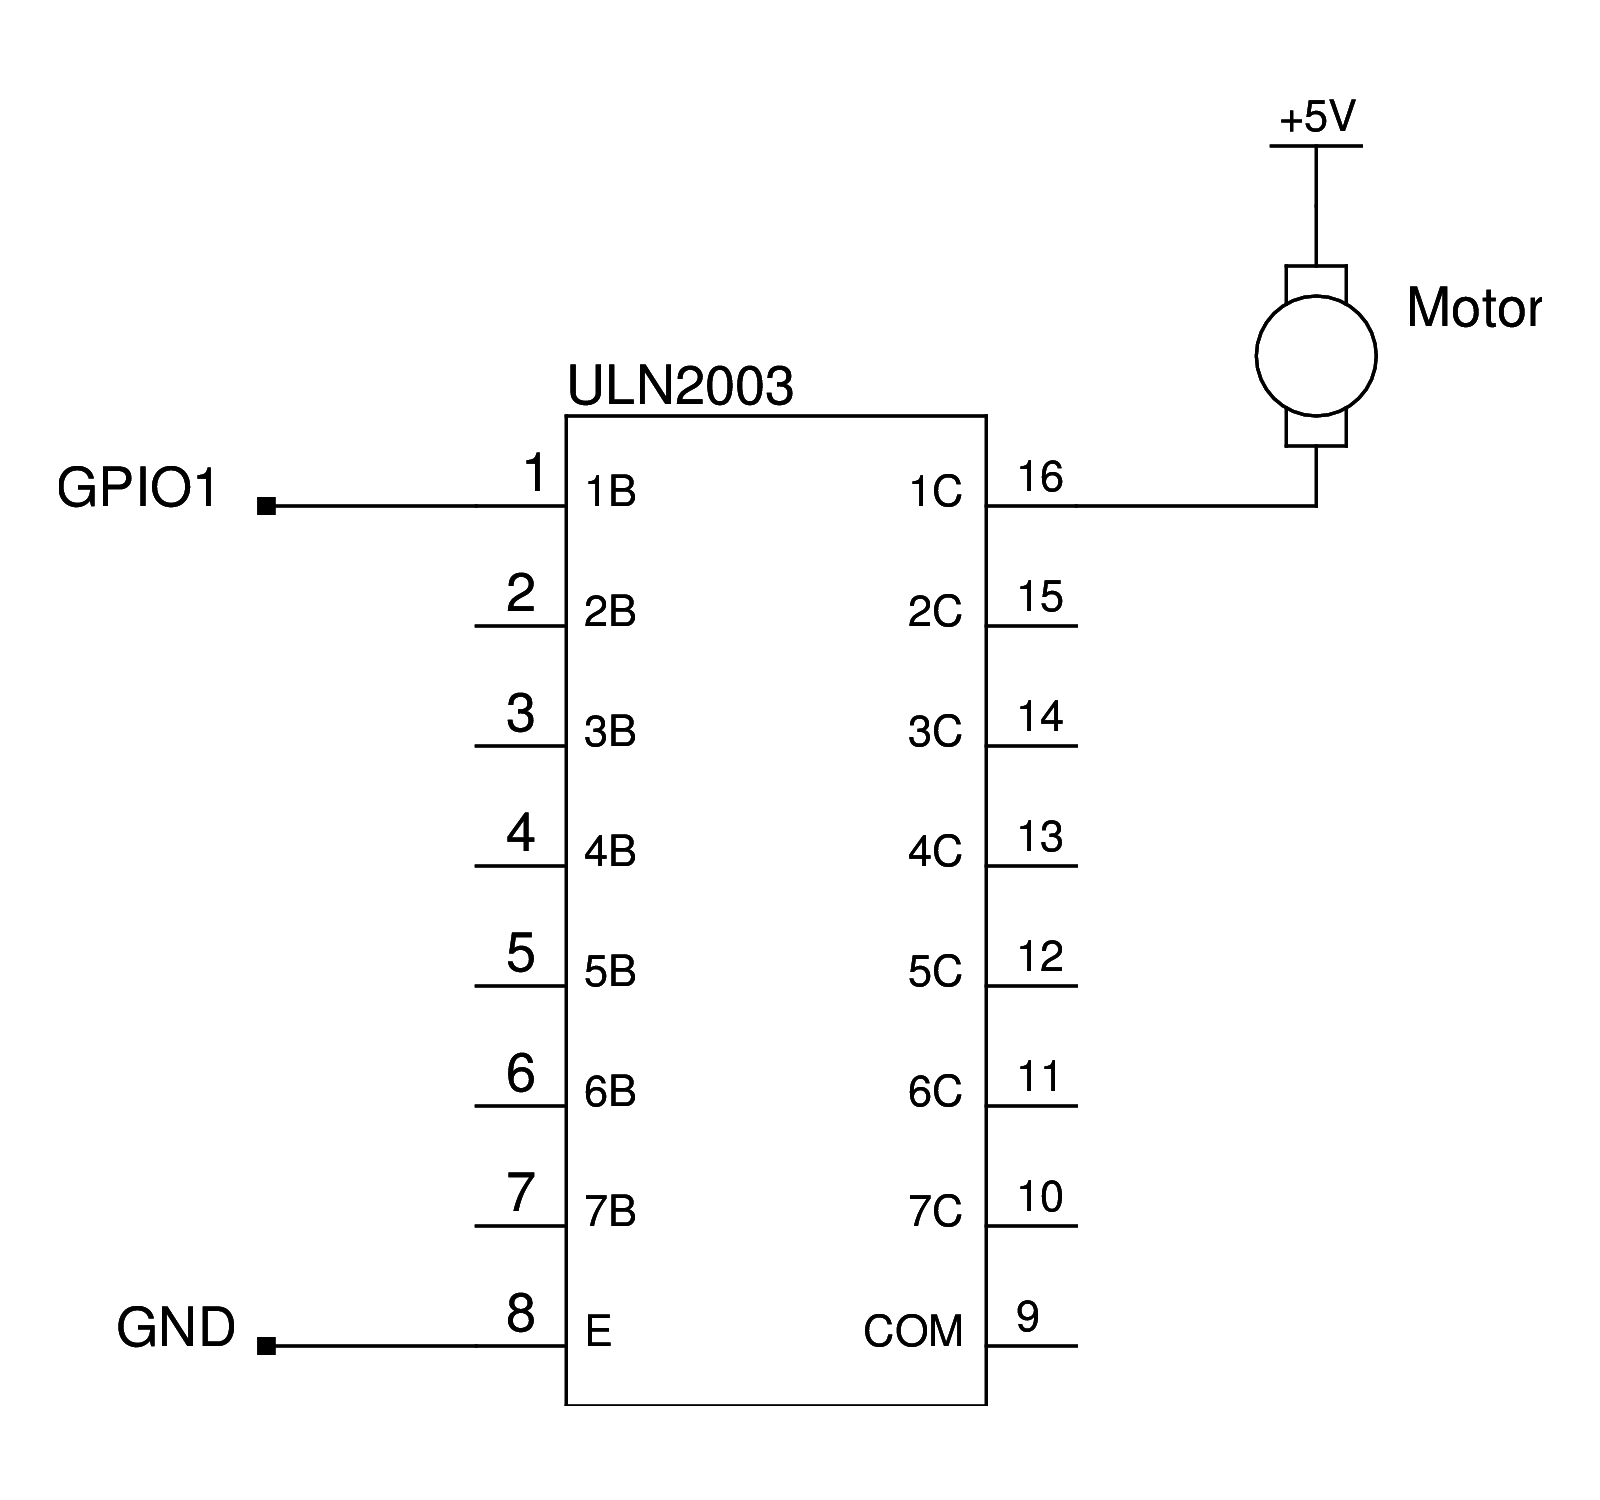 +5V
Motor
ULN2003
GPIO1 1 1B 1C 16
2 2B 2C 15
3 3B 3C 14
4 4B 4C 13
5 5B 5C 12
6 6B 6C 11
7 7B 7C 10
GND 8 E COM 9